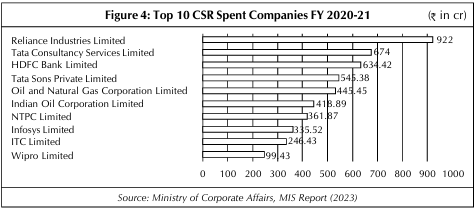 Figure 4: Top 10 CSR Spent Companies FY 2020-21 (₹ in cr)
Reliance Industries Limited 922
Tata Consultancy Services Limited 674
HDFC Bank Limited 634.42
Tata Sons Private Limited 545.38
Oil and Natural Gas Corporation Limited 445.45
Indian Oil Corporation Limited 418.89
NTPC Limited 361.87
Infosys Limited 335.52
ITC Limited 246.43
Wipro Limited 99.43
0 100 200 300 400 500 600 700 800 900 1000
Source: Ministry of Corporate Affairs, MIS Report (2023)